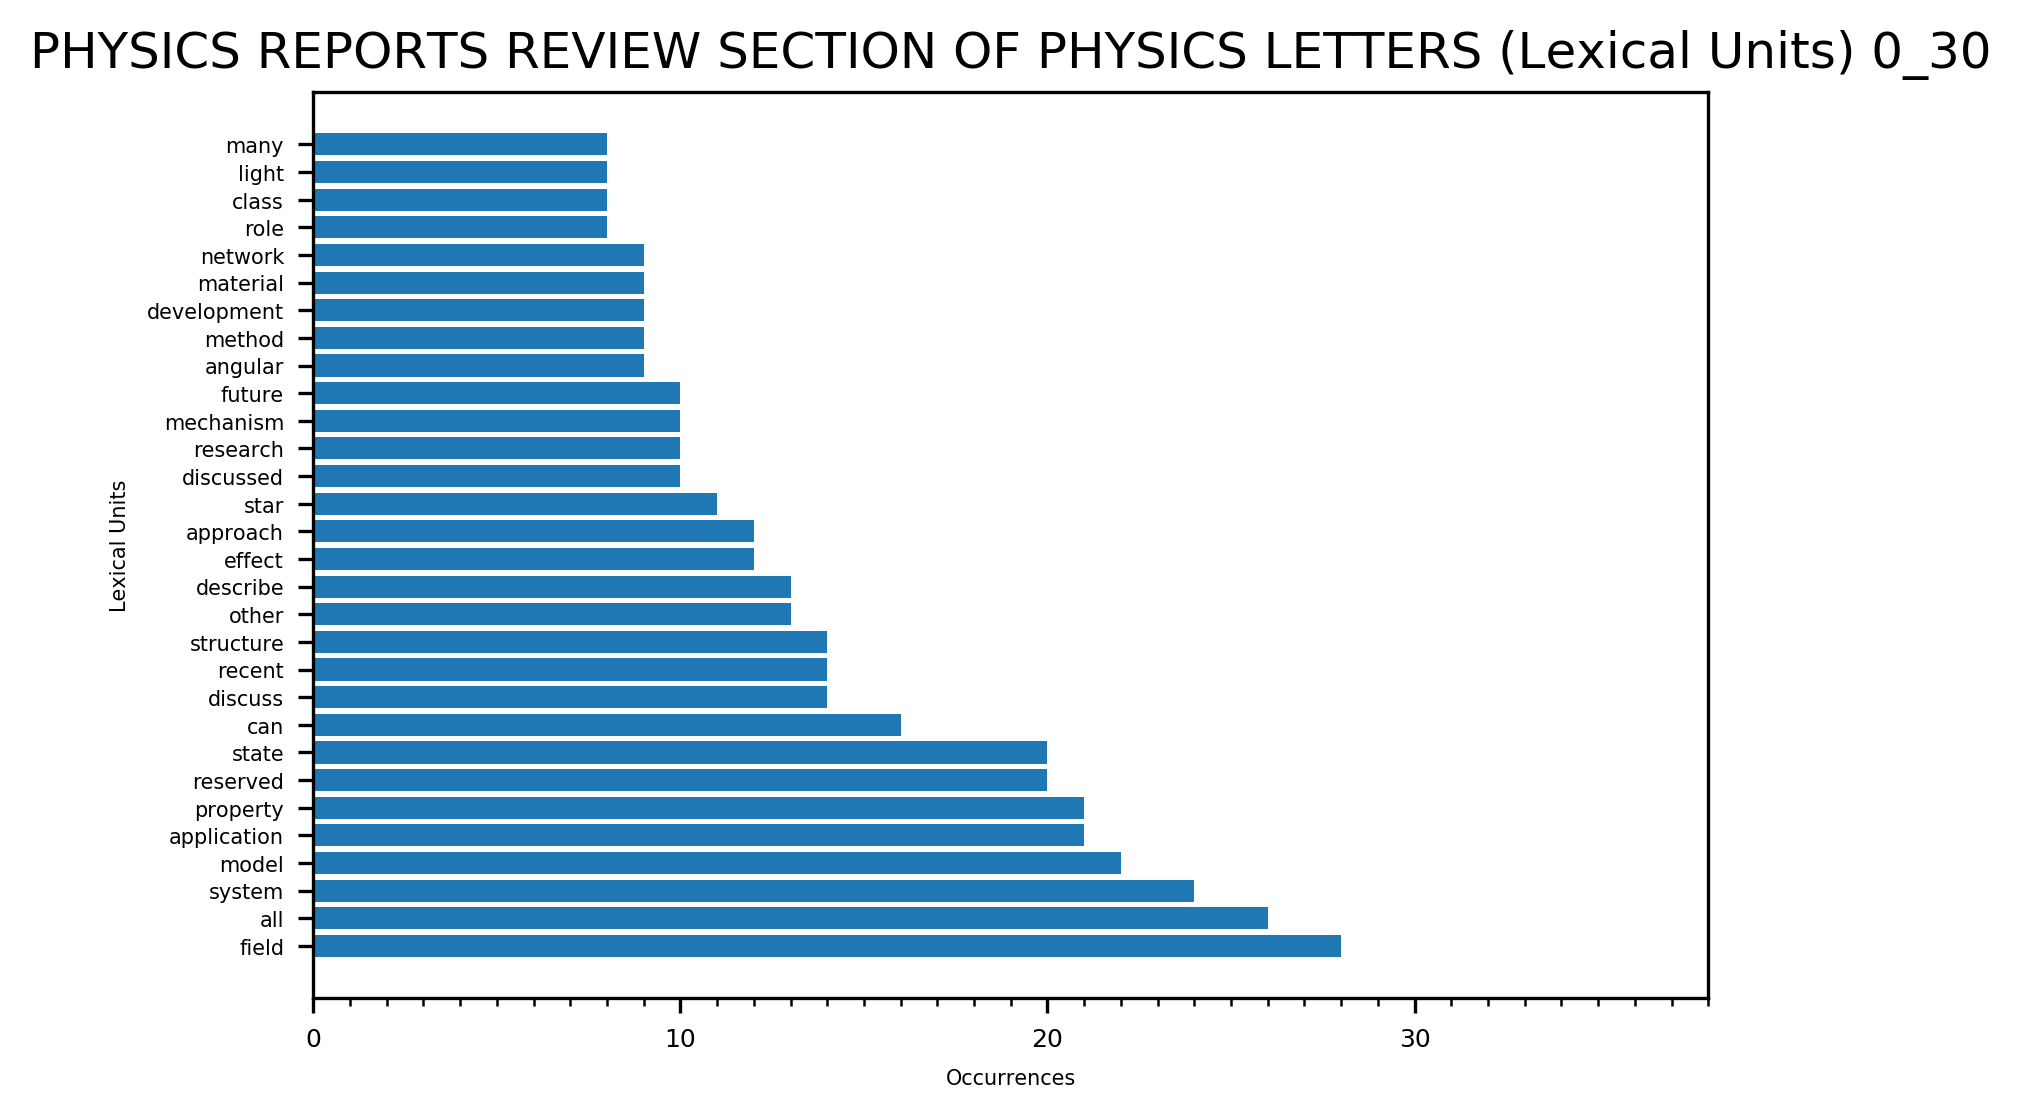 PHYSICS REPORTS REVIEW SECTION OF PHYSICS LETTERS (Lexical Units) 0_30
many
light
class
role
network
material
development
method
angular
future
mechanism
research
discussed
star
approach
effect
describe
other
structure
recent
discuss
can
state
reserved
property
application
model
system
all
field
Lexical Units
0 10 20 30
Occurrences